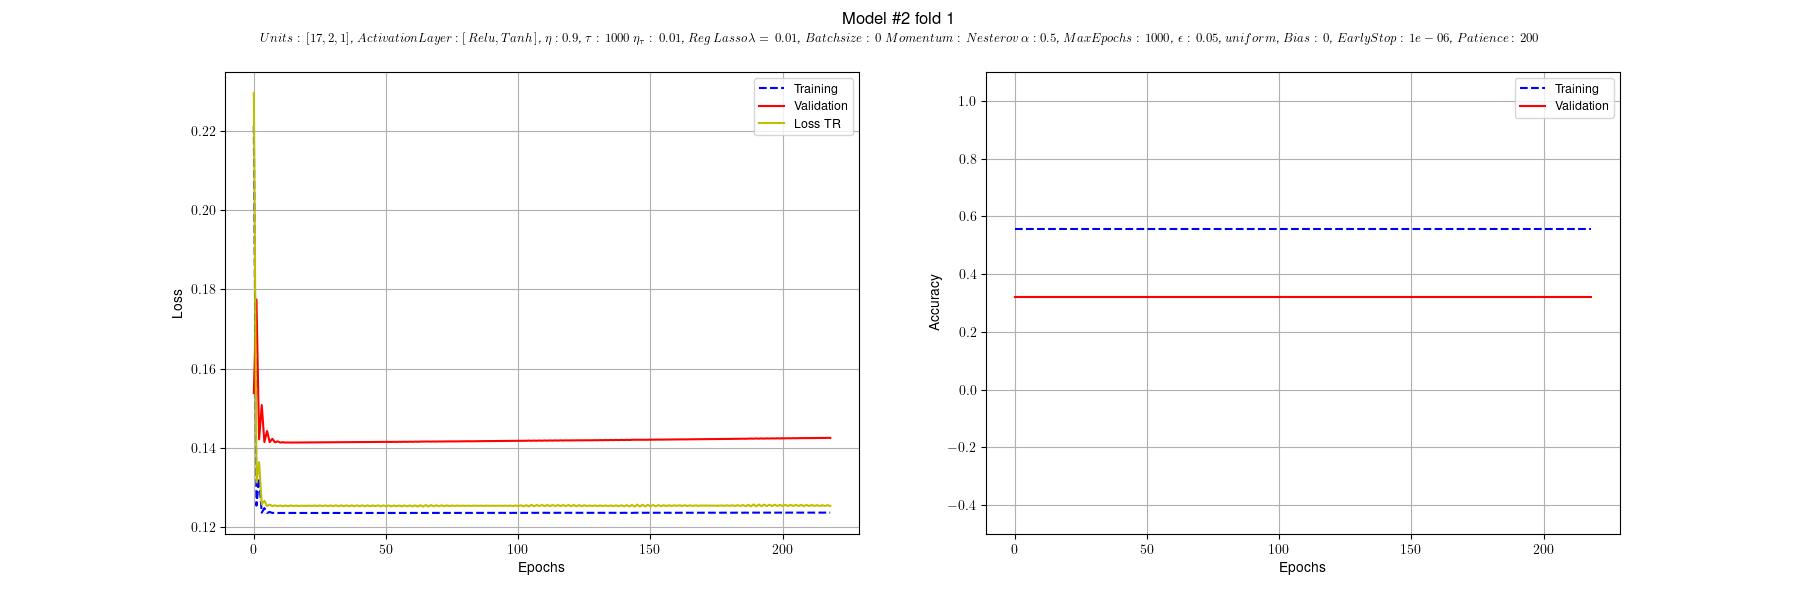 Model #2 fold 1
Units : [17, 2, 1], ActivationLayer : [ Relu, Tanh ], η : 0.9, τ : 1000 ητ : 0.01, Reg Lasso λ = 0.01, Batchsize : 0 Momentum : Nesterov α : 0.5, MaxEpochs : 1000, ϵ : 0.05, uniform, Bias : 0, EarlyStop : 1e − 06, Patience : 200
Loss
0.22
0.20
0.18
0.16
0.14
0.12
Training
Validation
Loss TR
0
50
100
150
200
Epochs
Accuracy
1.0
0.8
0.6
0.4
0.2
0.0
−0.2
−0.4
Training
Validation
0
50
100
150
200
Epochs